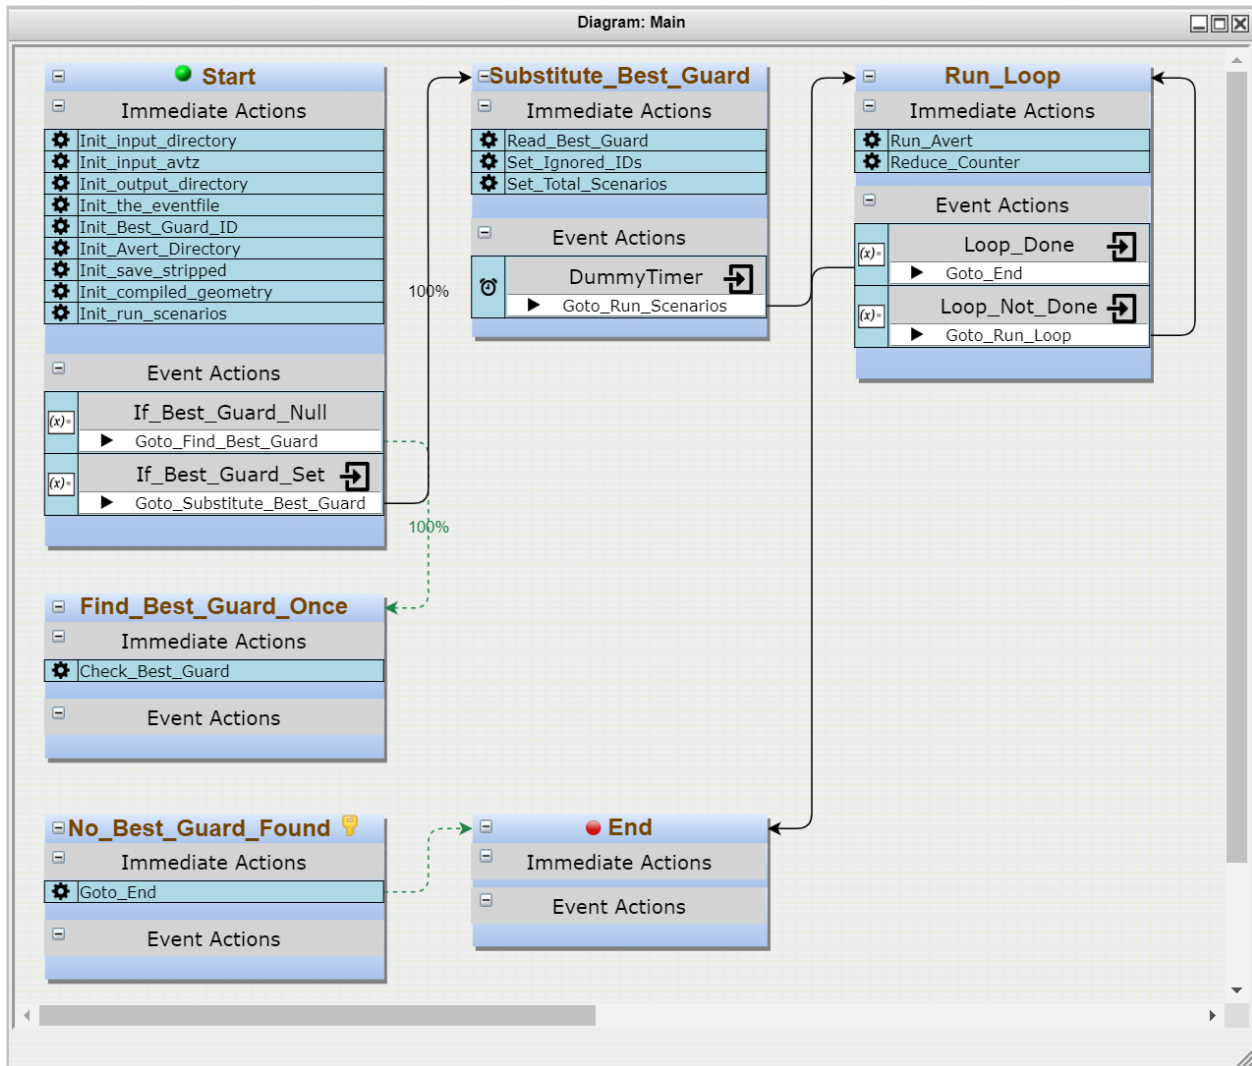 Diagram: Main
Start
Immediate Actions
Init_input_directory
Init_input_avtz
Init_output_directory
Init_the_eventfile
Init_Best_Guard_ID
Init_Avert_Directory
Init_save_stripped
Init_compiled_geometry
Init_run_scenarios
Event Actions
(x)=
If_Best_Guard_Null
Goto_Find_Best_Guard
(x)=
If_Best_Guard_Set
Goto_Substitute_Best_Guard
100%
100%
Substitute_Best_Guard
Immediate Actions
Read_Best_Guard
Set_Ignored_IDs
Set_Total_Scenarios
Event Actions
DummyTimer
Goto_Run_Scenarios
Run_Loop
Immediate Actions
Run_Avert
Reduce_Counter
Event Actions
(x)=
Loop_Done
Goto_End
(x)=
Loop_Not_Done
Goto_Run_Loop
Find_Best_Guard_Once
Immediate Actions
Check_Best_Guard
Event Actions
No_Best_Guard_Found
Immediate Actions
Goto_End
Event Actions
End
Immediate Actions
Event Actions